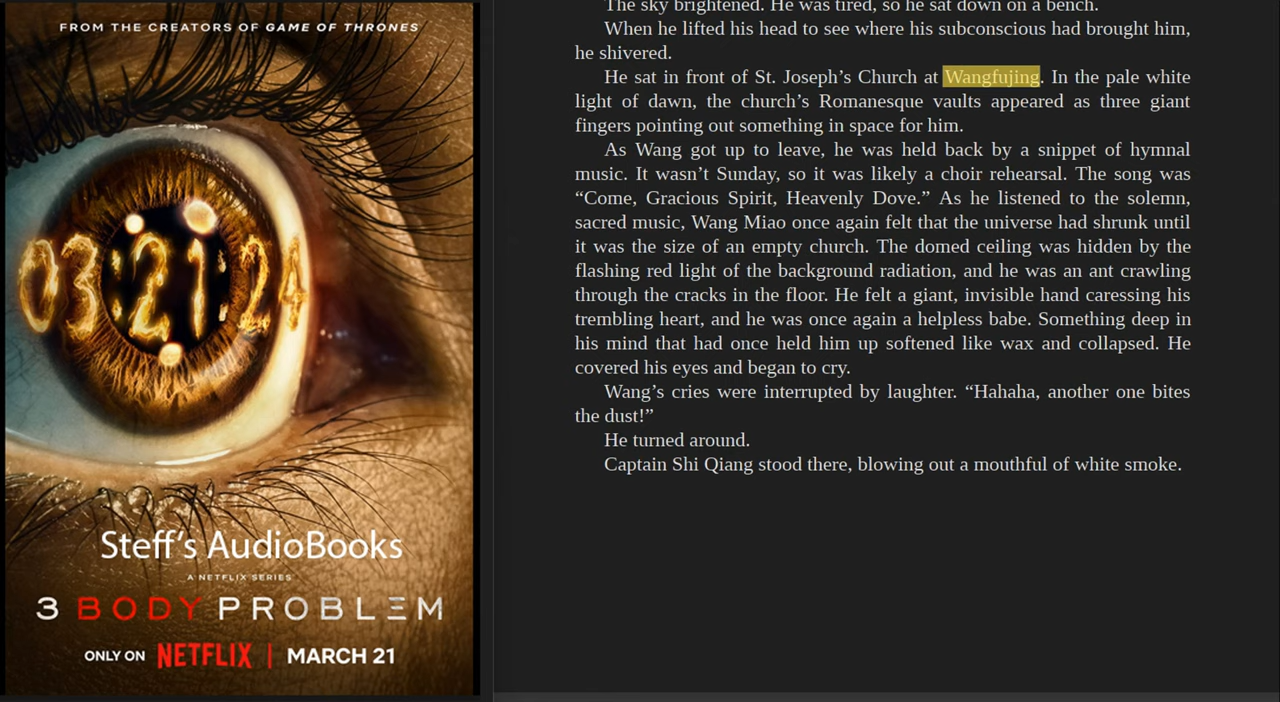 FROM THE CREATORS OF GAME OF THRONES
03:21:24
Steff's AudioBooks
A NETFLIX SERIES
3 BODY PROBLEM
ONLY ON NETFLIX | MARCH 21
The sky brightened. He was tired, so he sat down on a bench.
When he lifted his head to see where his subconscious had brought him,
he shivered.
He sat in front of St. Joseph’s Church at Wangfujing. In the pale white
light of dawn, the church’s Romanesque vaults appeared as three giant
fingers pointing out something in space for him.
As Wang got up to leave, he was held back by a snippet of hymnal
music. It wasn’t Sunday, so it was likely a choir rehearsal. The song was
“Come, Gracious Spirit, Heavenly Dove.” As he listened to the solemn,
sacred music, Wang Miao once again felt that the universe had shrunk until
it was the size of an empty church. The domed ceiling was hidden by the
flashing red light of the background radiation, and he was an ant crawling
through the cracks in the floor. He felt a giant, invisible hand caressing his
trembling heart, and he was once again a helpless babe. Something deep in
his mind that had once held him up softened like wax and collapsed. He
covered his eyes and began to cry.
Wang’s cries were interrupted by laughter. “Hahaha, another one bites
the dust!”
He turned around.
Captain Shi Qiang stood there, blowing out a mouthful of white smoke.